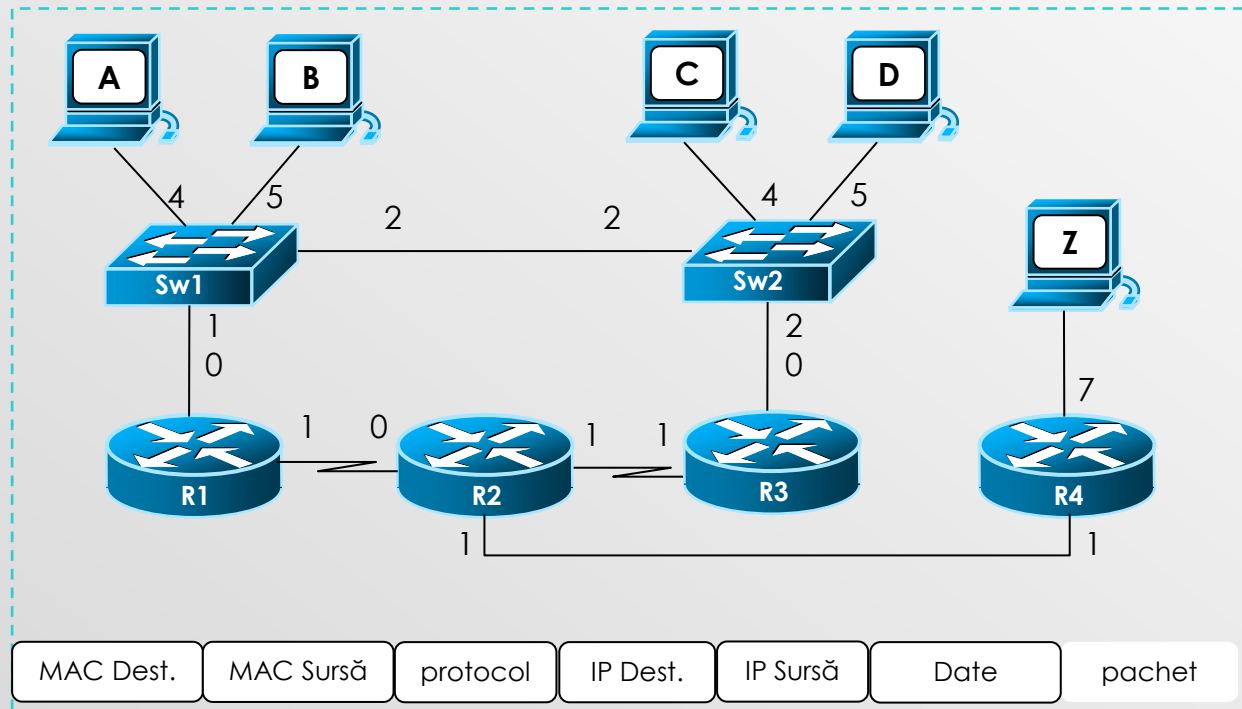 A B C D
4 5 4 5
2 2
Z
Sw1 Sw2
1 2
0 0
7
1 0 1 1
R1 R2 R3 R4
1 1
MAC Dest. MAC Sursă protocol IP Dest. IP Sursă Date pachet